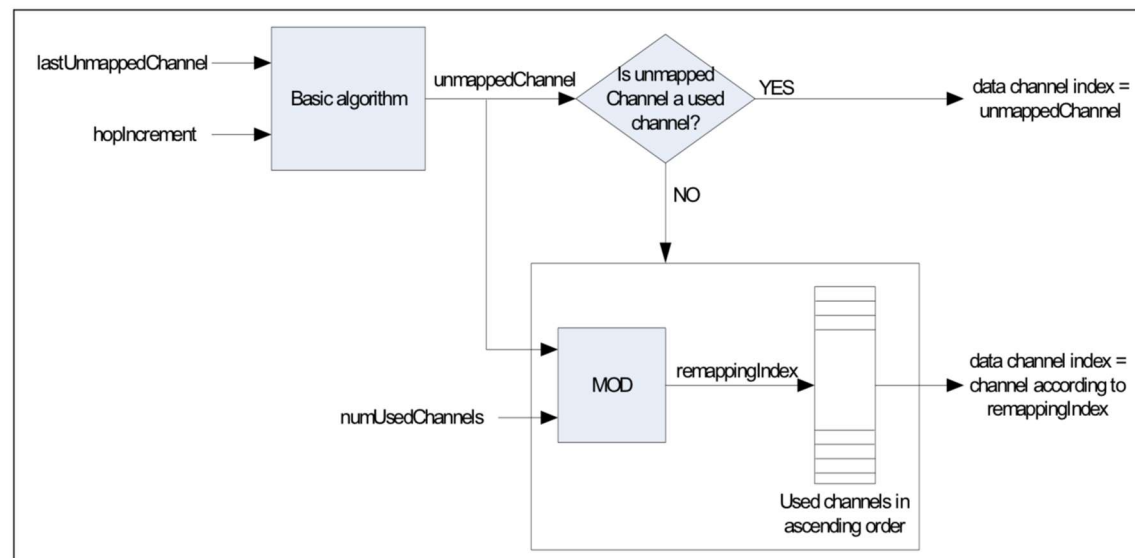 lastUnmappedChannel
hopIncrement
Basic algorithm
unmappedChannel
Is unmapped
Channel a used
channel?
YES
data channel index =
unmappedChannel
NO
numUsedChannels
MOD
remappingIndex
Used channels in
ascending order
data channel index =
channel according to
remappingIndex